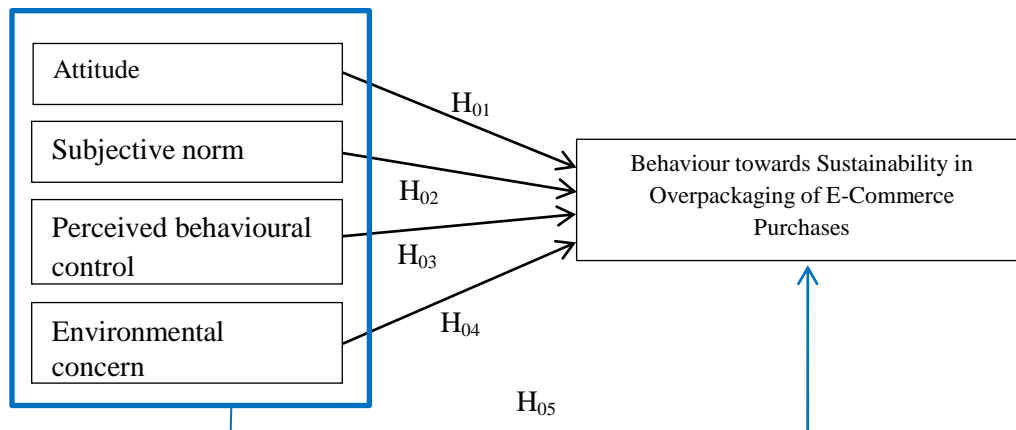 Attitude
Subjective norm
Perceived behavioural
control
Environmental
concern
H01
H02
H03
H04
H05
Behaviour towards Sustainability in
Overpackaging of E-Commerce
Purchases